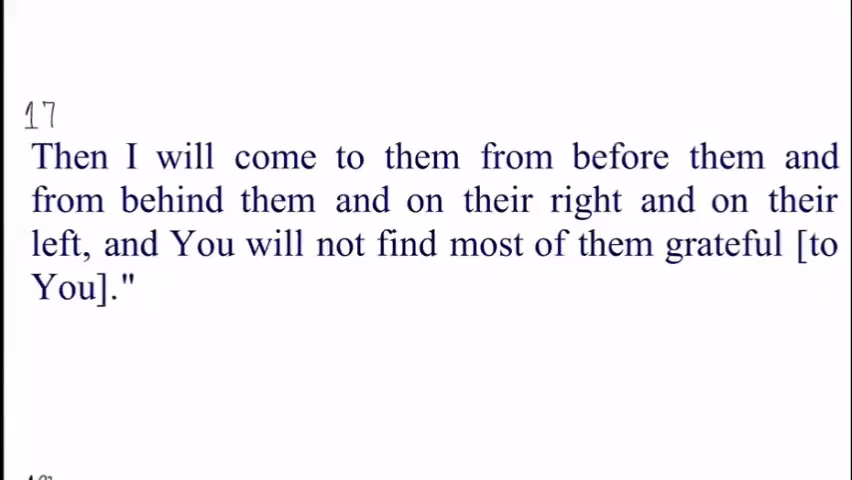 17
Then I will come to them from before them and
from behind them and on their right and on their
left, and You will not find most of them grateful [to
You]."